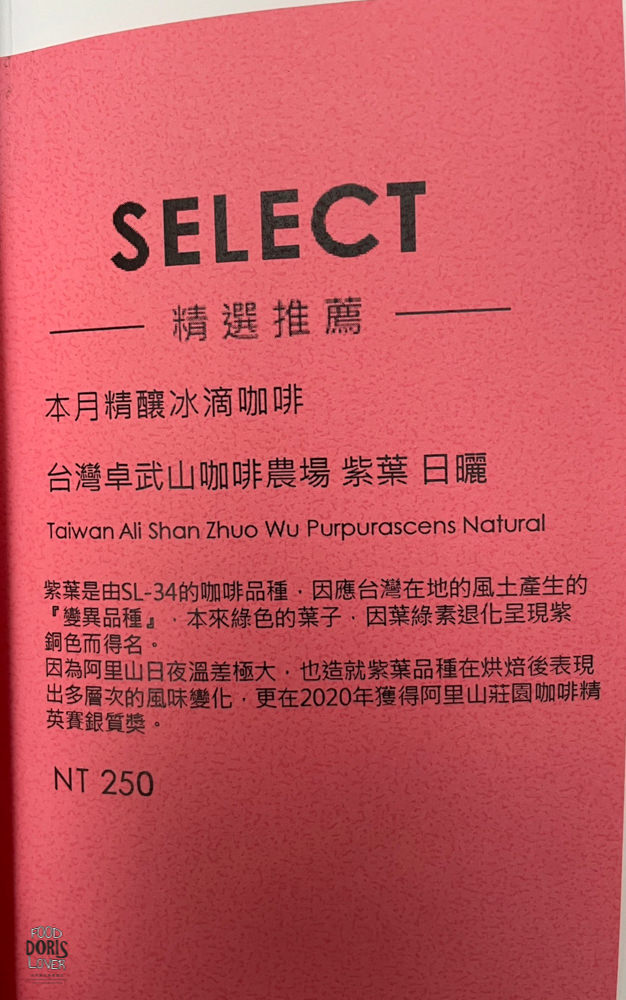 SELECT
精選推薦
本月精釀冰滴咖啡
台灣卓武山咖啡農場 紫葉 日曬
Taiwan Ali Shan Zhuo Wu Purpurascens Natural
紫葉是由SL-34的咖啡品種，因應台灣在地的風土產生的
『變異品種』，本來綠色的葉子，因葉綠素退化呈現紫
銅色而得名。
因為阿里山日夜溫差極大，也造就紫葉品種在烘焙後表現
出多層次的風味變化，更在2020年獲得阿里山莊園咖啡精
英賽銀質獎。
NT 250
FOOD
DORIS
LOVER